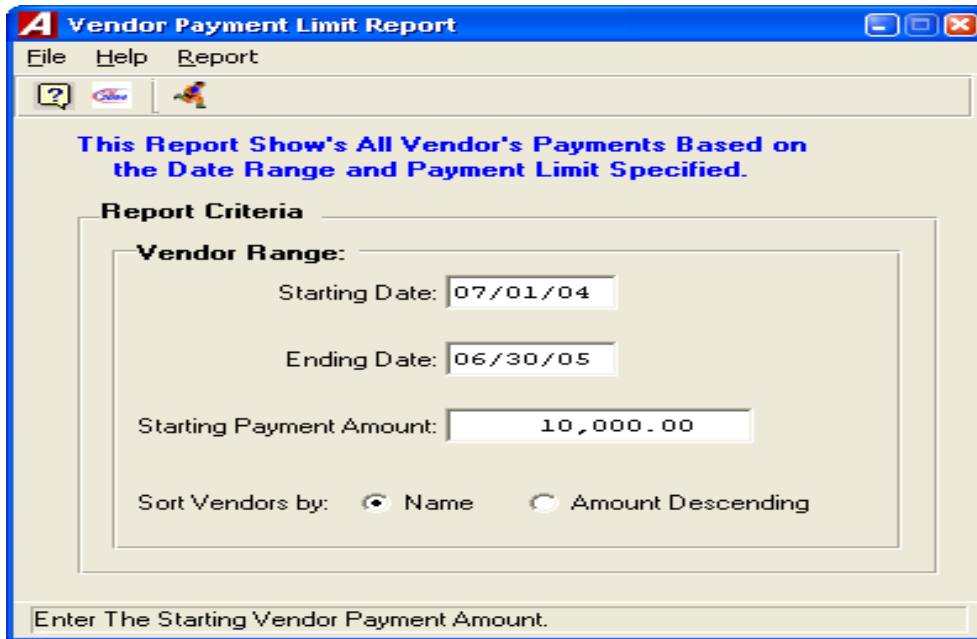 Vendor Payment Limit Report
File Help Report
This Report Show's All Vendor's Payments Based on
the Date Range and Payment Limit Specified.
Report Criteria
Vendor Range:
Starting Date: 07/01/04
Ending Date: 06/30/05
Starting Payment Amount: 10,000.00
Sort Vendors by: Name Amount Descending
Enter The Starting Vendor Payment Amount.